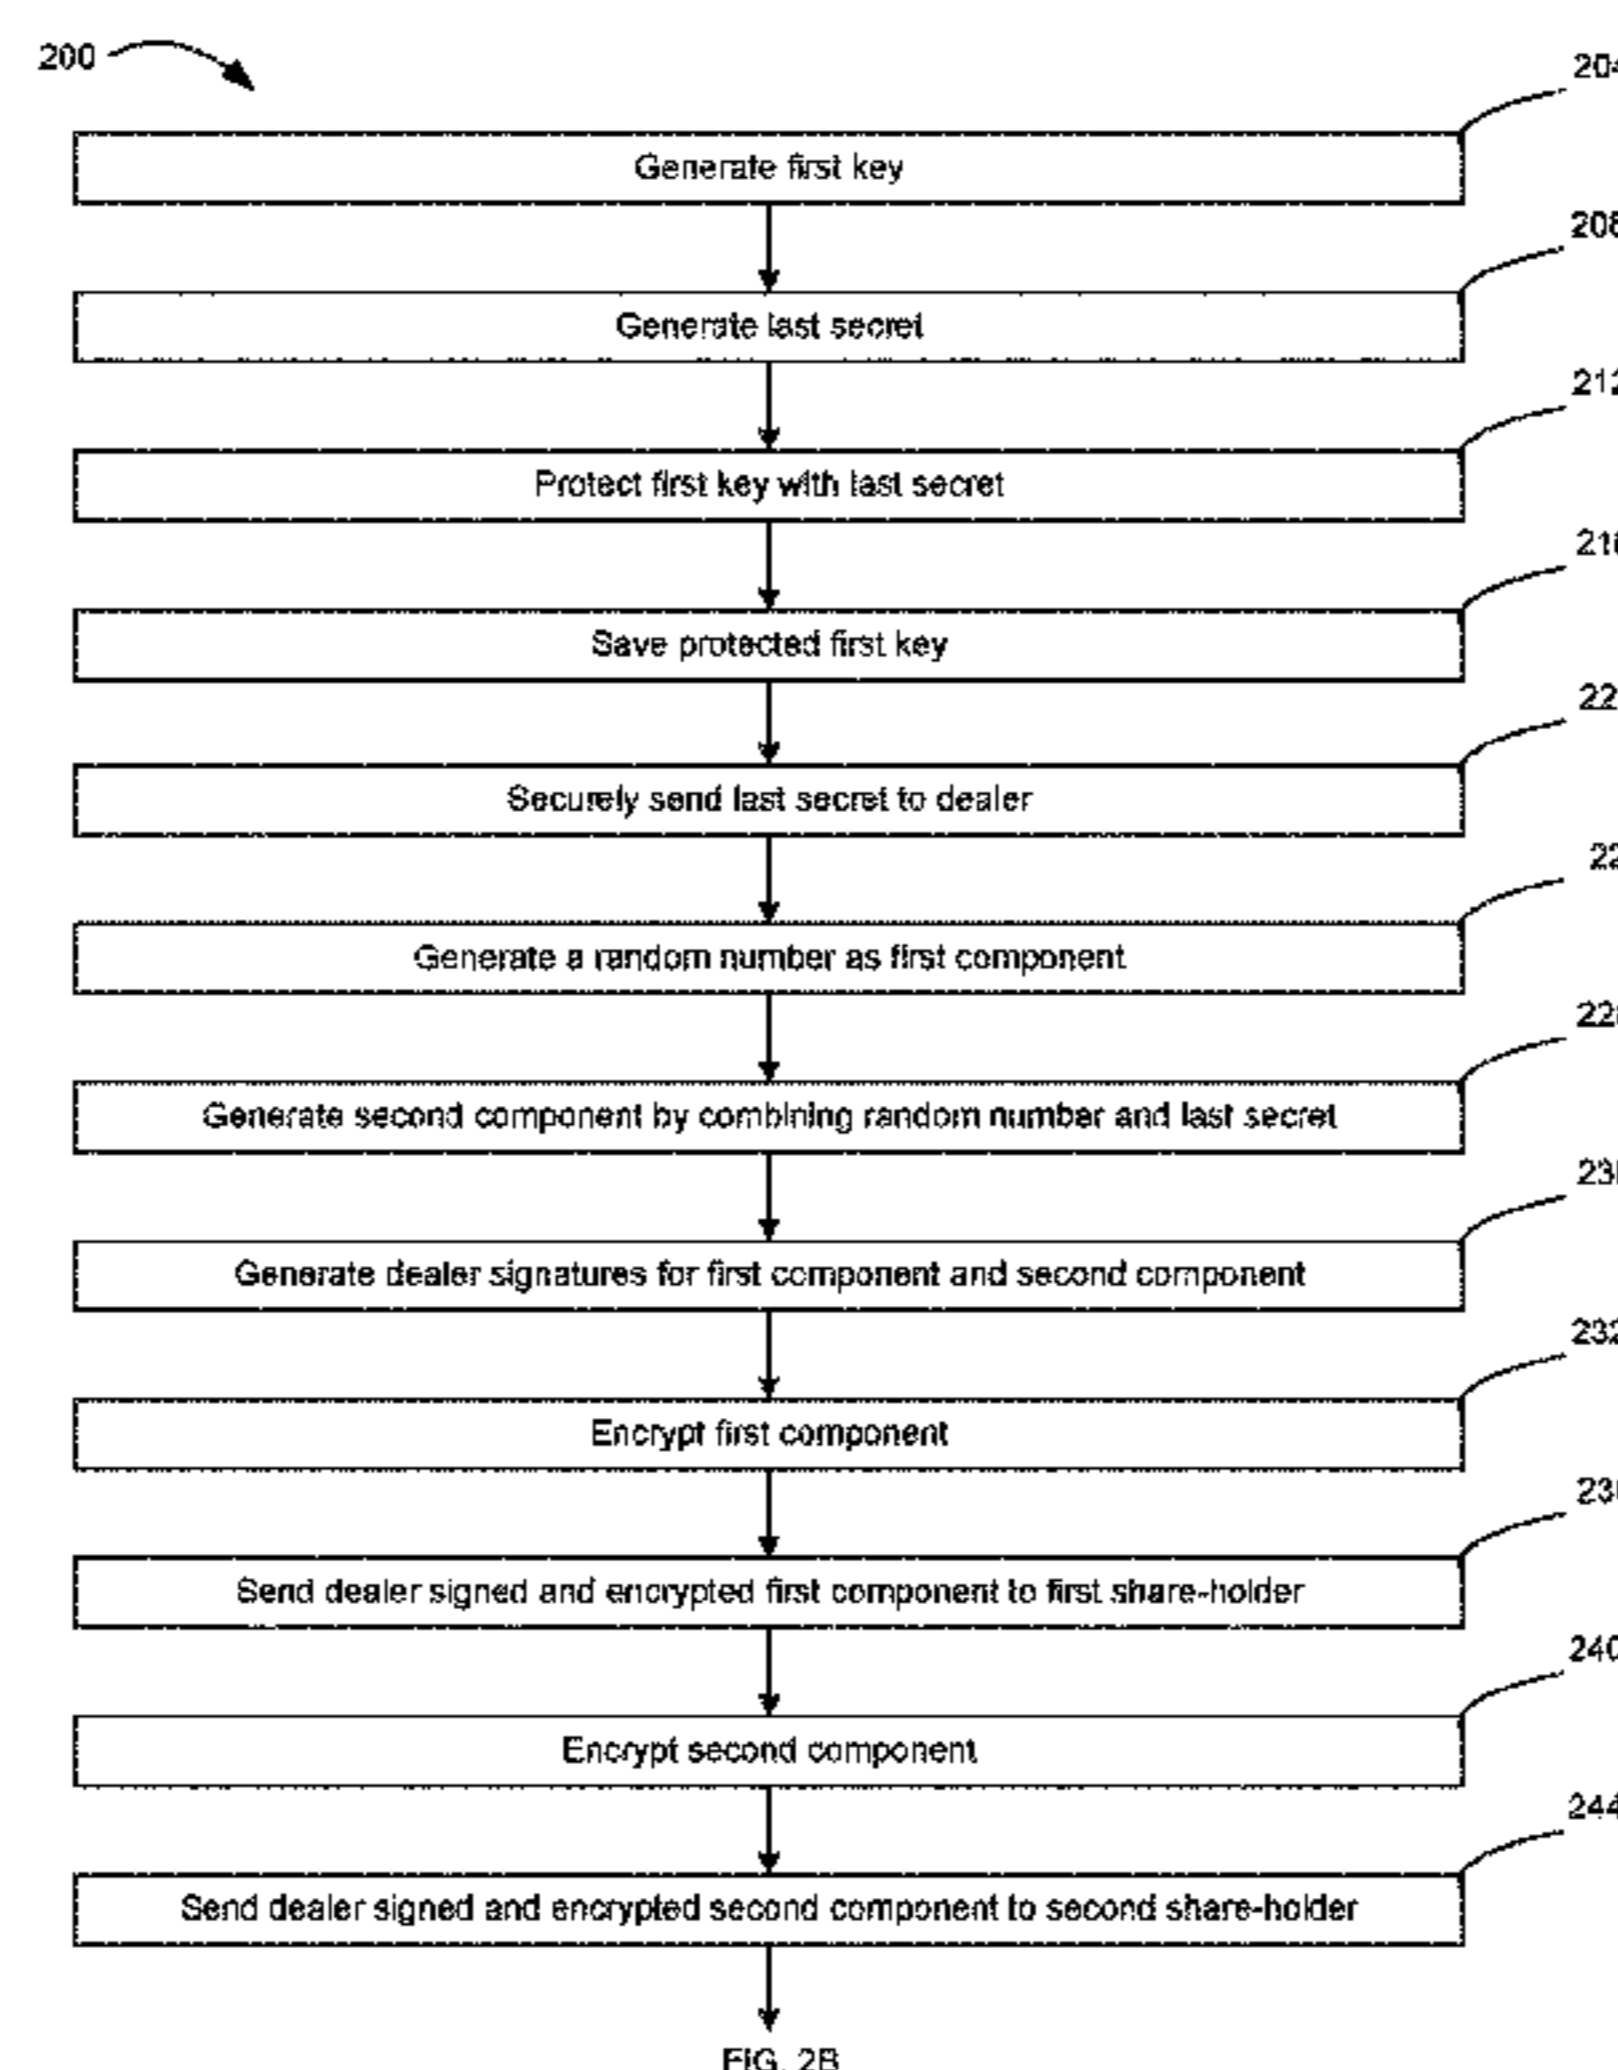 200
204
Generate first key
208
Generate last secret
212
Protect first key with last secret
Save protected first key
Securely send last secret to dealer
Generate a random number as first component
228
Generate second component by combining random number and last secret
Generate dealer signatures for first component and second component
232
Encrypt first component
Send dealer signed and encrypted first component to first share-holder
240
Encrypt second component
244
Send dealer signed and encrypted second component to second share-holder
FIG. 2B